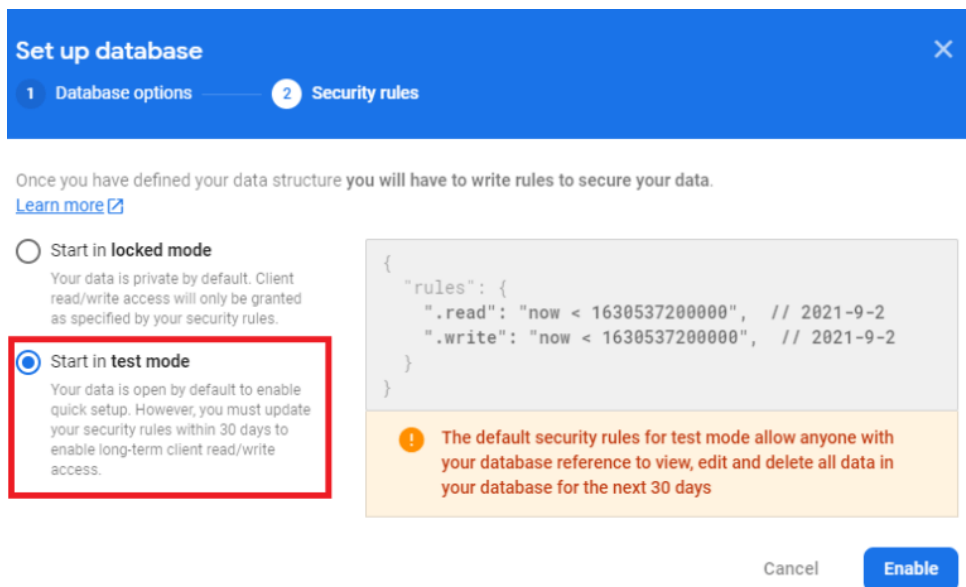 Set up database
1 Database options 2 Security rules
Once you have defined your data structure you will have to write rules to secure your data.
Learn more
Start in locked mode
Your data is private by default. Client
read/write access will only be granted
as specified by your security rules.
Start in test mode
Your data is open by default to enable
quick setup. However, you must update
your security rules within 30 days to
enable long-term client read/write
access.
{
"rules": {
".read": "now < 1630537200000", // 2021-9-2
".write": "now < 1630537200000", // 2021-9-2
}
}
The default security rules for test mode allow anyone with
your database reference to view, edit and delete all data in
your database for the next 30 days
Cancel Enable